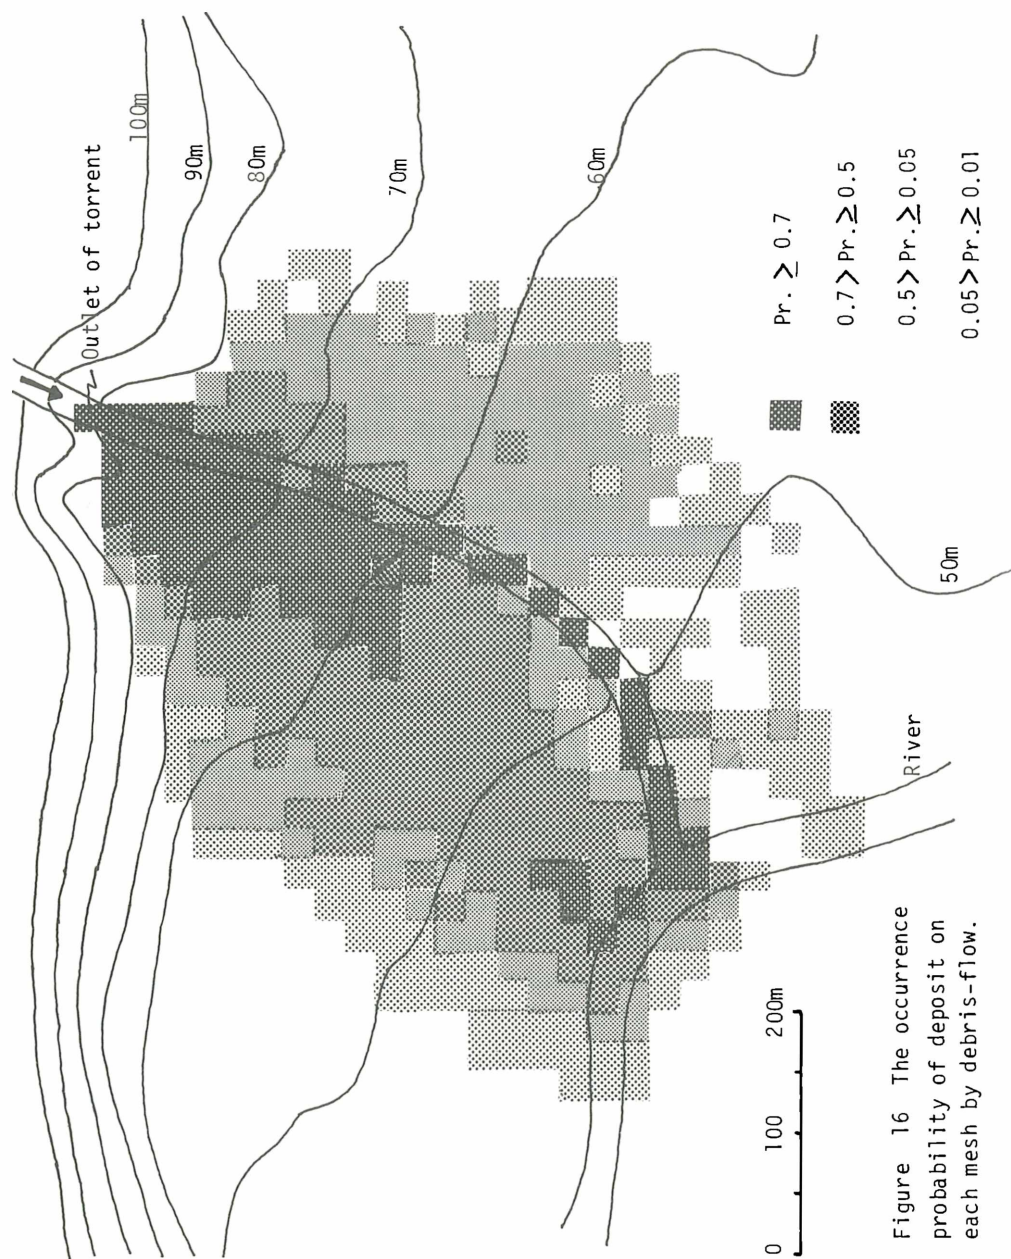 Outlet of torrent
100m
90m
80m
70m
60m
50m
River
Pr. ≥ 0.7
0.7 > Pr. ≥ 0.5
0.5 > Pr. ≥ 0.05
0.05 > Pr. ≥ 0.01
0 100 200m
Figure 16 The occurrence
probability of deposit on
each mesh by debris-flow.